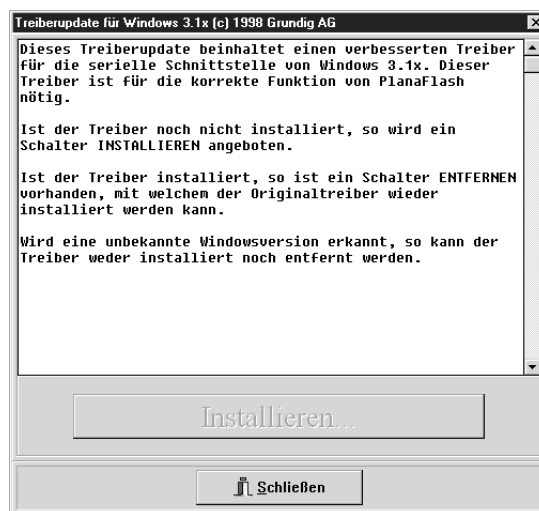 Treiberupdate für Windows 3.1x (c) 1998 Grundig AG
Dieses Treiberupdate beinhaltet einen verbesserten Treiber
für die serielle Schnittstelle von Windows 3.1x. Dieser
Treiber ist für die korrekte Funktion von PlanaFlash
nötig.
Ist der Treiber noch nicht installiert, so wird ein
Schalter INSTALLIEREN angeboten.
Ist der Treiber installiert, so ist ein Schalter ENTFERNEN
vorhanden, mit welchem der Originaltreiber wieder
installiert werden kann.
Wird eine unbekannte Windowsversion erkannt, so kann der
Treiber weder installiert noch entfernt werden.
Installieren...
Schließen